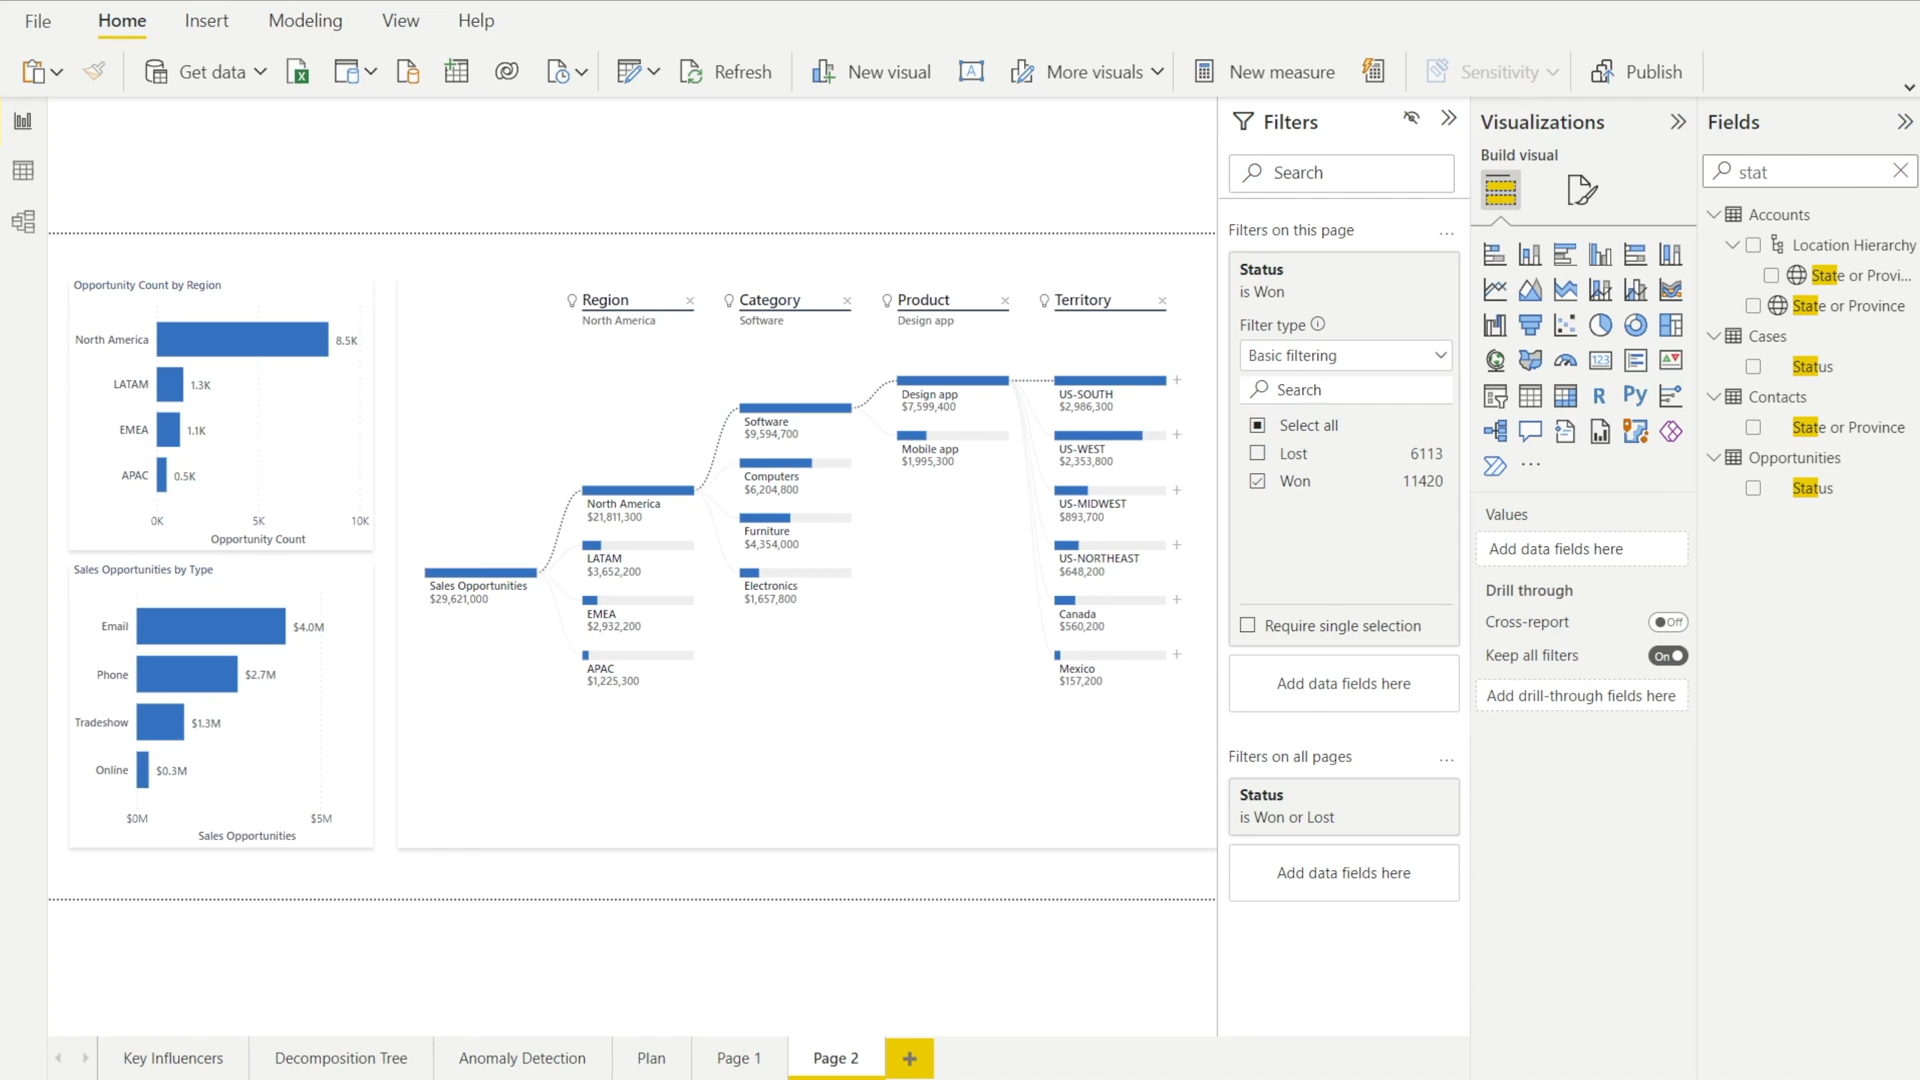 File
Home
Insert
Modeling
View
Help
Get data
Refresh
New visual
More visuals
New measure
Sensitivity
Publish
Opportunity Count by Region
North America
8.5K
LATAM
1.3K
EMEA
1.1K
APAC
0.5K
0K
5K
10K
Opportunity Count
Sales Opportunities by Type
Email
$4.0M
Phone
$2.7M
Tradeshow
$1.3M
Online
$0.3M
$0M
$5M
Sales Opportunities
Region
North America
Category
Software
Product
Design app
Territory
Sales Opportunities
$29,621,000
North America
$21,811,300
LATAM
$3,652,200
EMEA
$2,932,200
APAC
$1,225,300
Software
$9,594,700
Computers
$6,204,800
Furniture
$4,354,000
Electronics
$1,657,800
Design app
$7,599,400
Mobile app
$1,995,300
US-SOUTH
$2,986,300
US-WEST
$2,353,800
US-MIDWEST
$893,700
US-NORTHEAST
$648,200
Canada
$560,200
Mexico
$157,200
Filters
Search
Filters on this page
...
Status
is Won
Filter type
Basic filtering
Search
Select all
Lost 6113
Won 11420
Require single selection
Add data fields here
Filters on all pages
...
Status
is Won or Lost
Add data fields here
Visualizations
Build visual
123
R
Py
...
Values
Add data fields here
Drill through
Cross-report
Off
Keep all filters
On
Add drill-through fields here
Fields
stat
Accounts
Location Hierarchy
State or Provi...
State or Province
Cases
Status
Contacts
State or Province
Opportunities
Status
Key Influencers
Decomposition Tree
Anomaly Detection
Plan
Page 1
Page 2